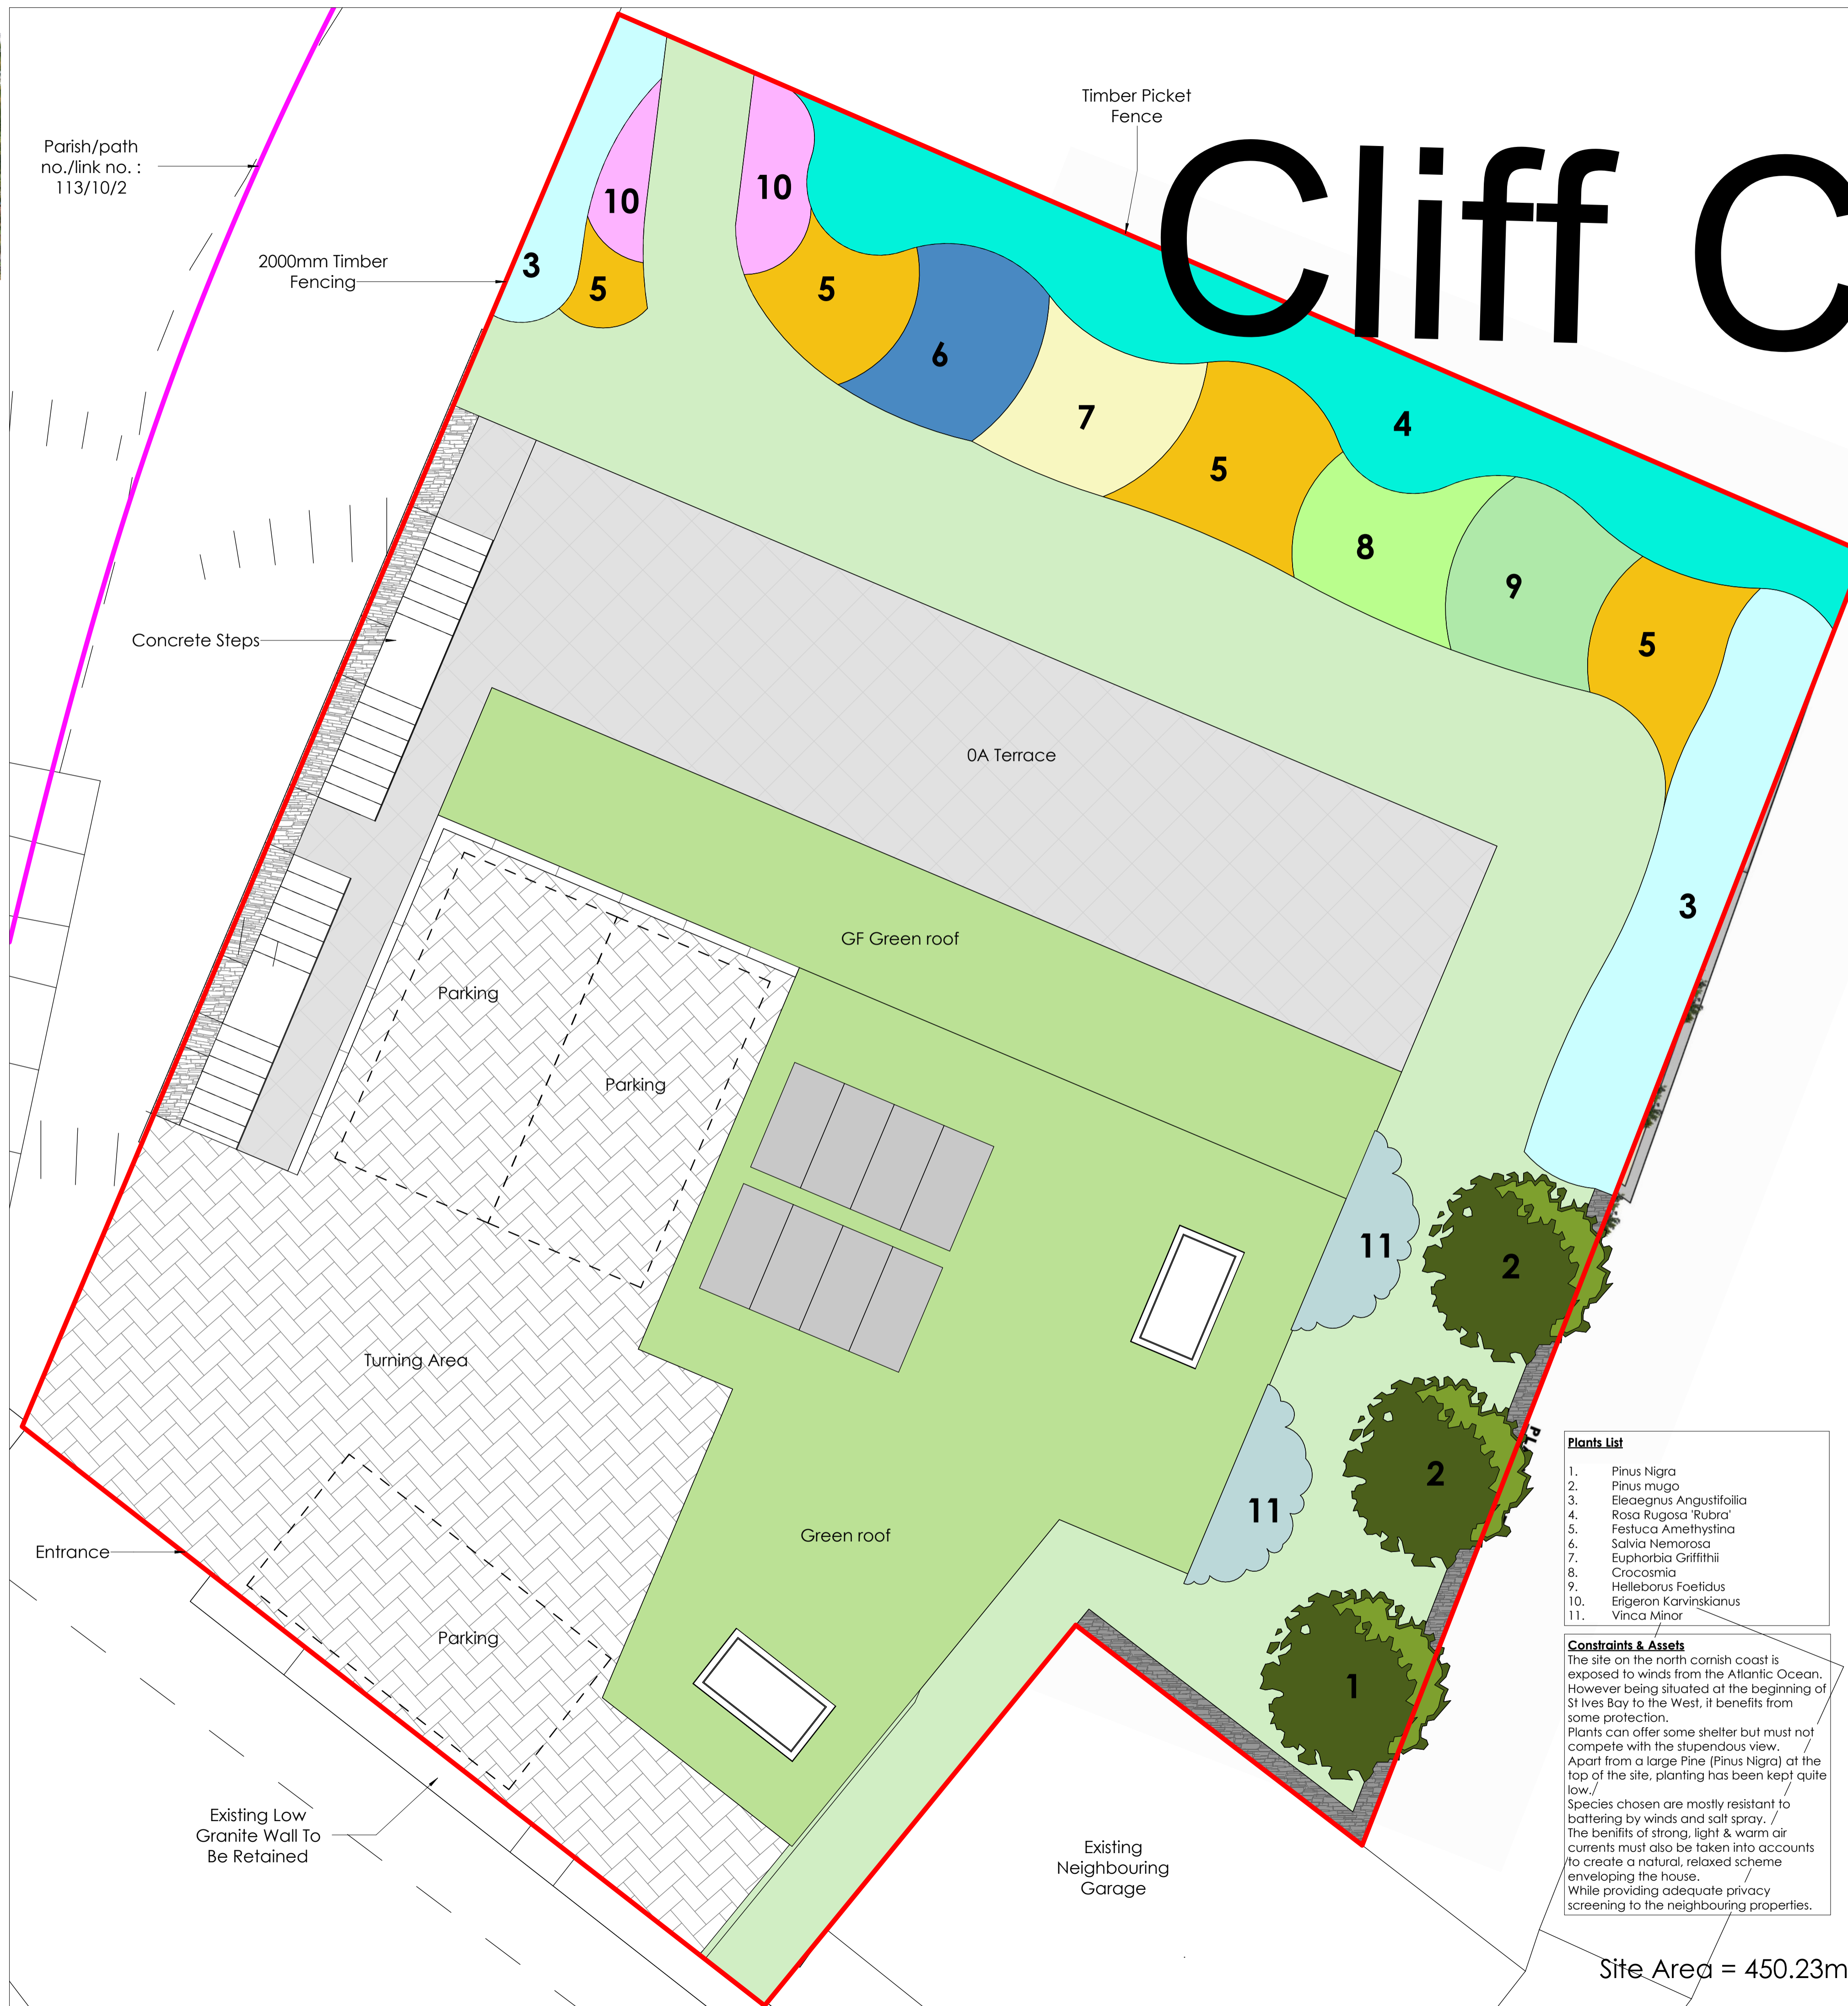 Timber Picket
Fence
Cliff C
Parish/path
no./link no. :
113/10/2
2000mm Timber
Fencing
10
10
3
5
5
6
7
4
5
8
9
5
Concrete Steps
0A Terrace
3
GF Green roof
Parking
Parking
11
2
Turning Area
2
11
PL
Green roof
Entrance
Parking
1
Existing Low
Granite Wall To
Be Retained
Existing
Neighbouring
Garage
Plants List
1. Pinus Nigra
2. Pinus mugo
3. Eleaegnus Angustifoilia
4. Rosa Rugosa 'Rubra'
5. Festuca Amethystina
6. Salvia Nemorosa
7. Euphorbia Griffithii
8. Crocosmia
9. Helleborus Foetidus
10. Erigeron Karvinskianus
11. Vinca Minor
Constraints & Assets
The site on the north cornish coast is
exposed to winds from the Atlantic Ocean.
However being situated at the beginning of
St Ives Bay to the West, it benefits from
some protection.
Plants can offer some shelter but must not
compete with the stupendous view.
Apart from a large Pine (Pinus Nigra) at the
top of the site, planting has been kept quite
low.
Species chosen are mostly resistant to
battering by winds and salt spray.
The benifits of strong, light & warm air
currents must also be taken into accounts
to create a natural, relaxed scheme
enveloping the house.
While providing adequate privacy
screening to the neighbouring properties.
Site Area = 450.23m